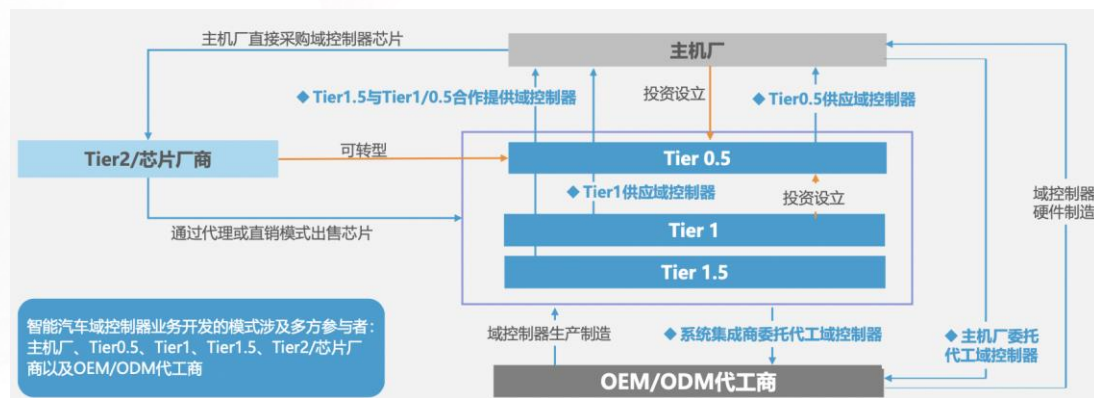 主机厂直接采购域控制器芯片
主机厂
◆ Tier1.5与Tier1/0.5合作提供域控制器
投资设立
◆ Tier0.5供应域控制器
Tier2/芯片厂商
可转型
Tier 0.5
◆ Tier1供应域控制器
投资设立
域控制器
硬件制造
通过代理或直销模式出售芯片
Tier 1
Tier 1.5
智能汽车域控制器业务开发的模式涉及多方参与者：
主机厂、Tier0.5、Tier1、Tier1.5、Tier2/芯片厂
商以及OEM/ODM代工商
域控制器生产制造
◆ 系统集成商委托代工域控制器
◆ 主机厂委托
代工域控制器
OEM/ODM代工商